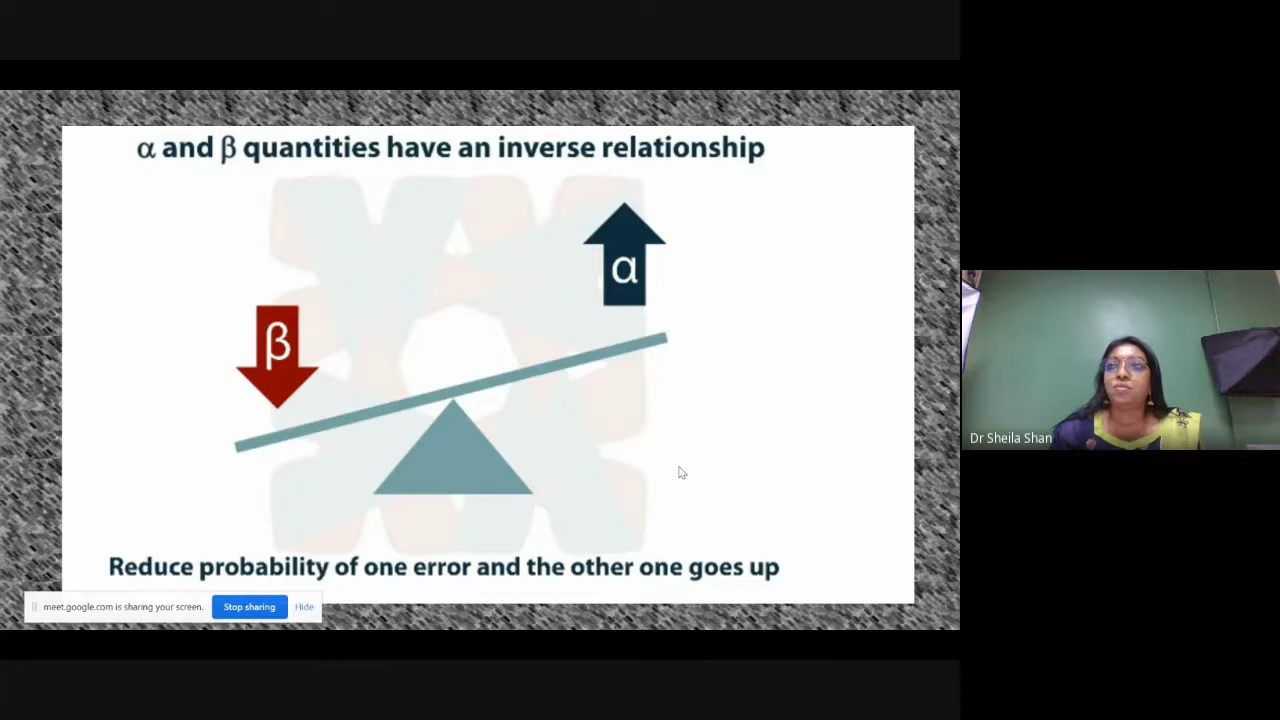 α and β quantities have an inverse relationship
α
β
Reduce probability of one error and the other one goes up
meet.google.com is sharing your screen.
Stop sharing
Hide
Dr Sheila Shan